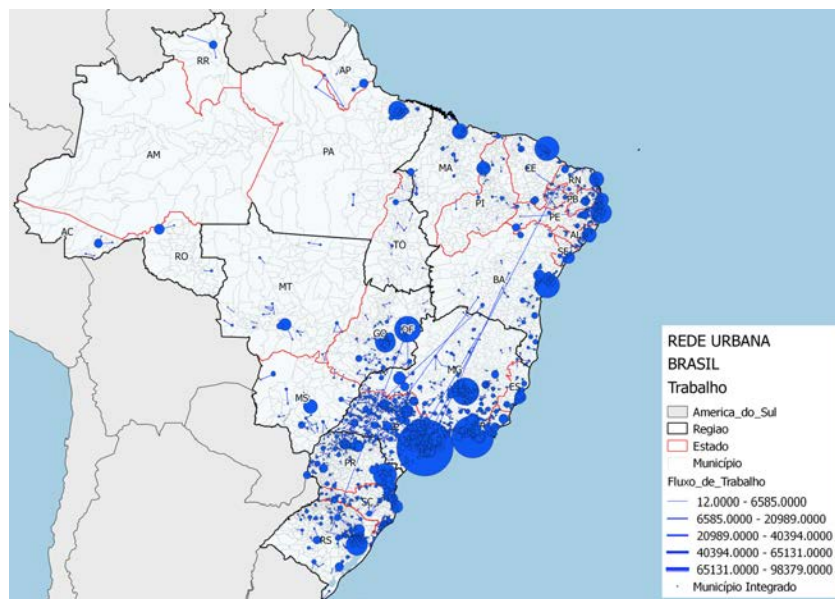 RR
AP
AM
PA
MA
CE
RN
PB
PI
PE
AC
AL
TO
SE
RO
BA
MT
GO
DF
MG
ES
MS
PR
SC
RS
REDE URBANA
BRASIL
Trabalho
America_do_Sul
Regiao
Estado
Município
Fluxo_de_Trabalho
12.0000 - 6585.0000
6585.0000 - 20989.0000
20989.0000 - 40394.0000
40394.0000 - 65131.0000
65131.0000 - 98379.0000
Município Integrado